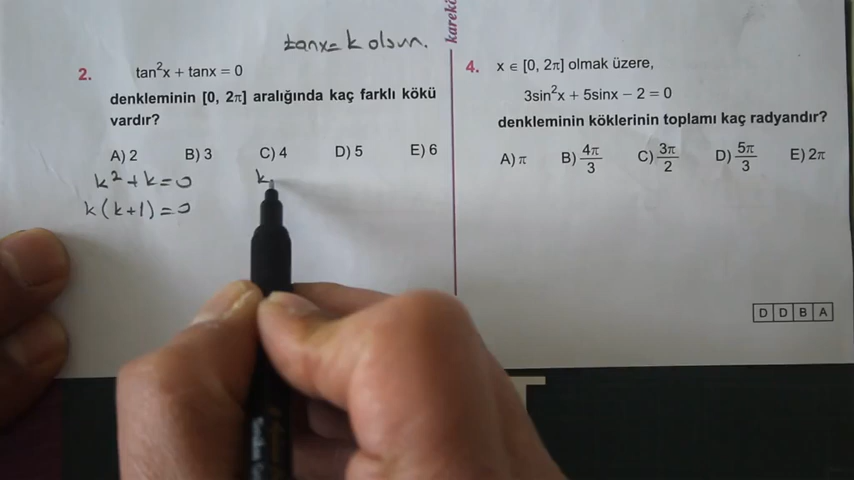 tanx = k olsun.
2. tan²x + tanx = 0
denkleminin [0, 2π] aralığında kaç farklı kökü
vardır?
A) 2 B) 3 C) 4 D) 5 E) 6
k² + k = 0
k(k+1) = 0
k
karekö
4. x ∈ [0, 2π] olmak üzere,
3sin²x + 5sinx − 2 = 0
denkleminin köklerinin toplamı kaç radyandır?
A) π B) 4π/3 C) 3π/2 D) 5π/3 E) 2π
D D B A